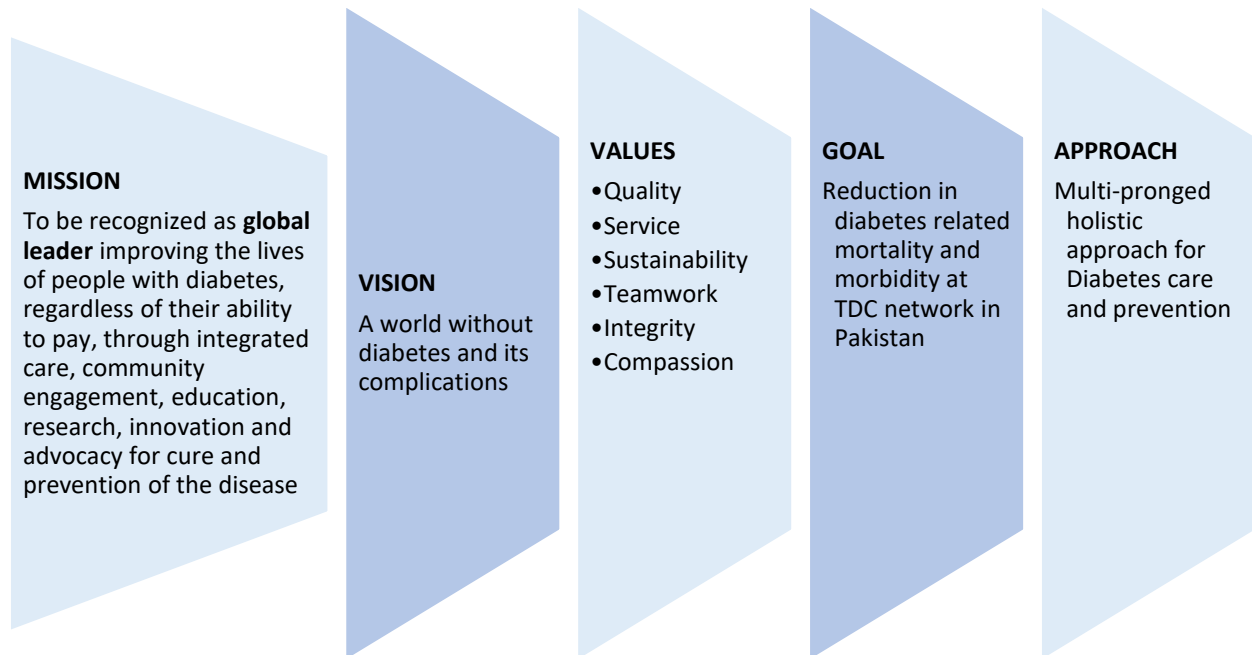 MISSION
To be recognized as global
leader improving the lives
of people with diabetes,
regardless of their ability
to pay, through integrated
care, community
engagement, education,
research, innovation and
advocacy for cure and
prevention of the disease
VISION
A world without
diabetes and its
complications
VALUES
•Quality
•Service
•Sustainability
•Teamwork
•Integrity
•Compassion
GOAL
Reduction in
diabetes related
mortality and
morbidity at
TDC network in
Pakistan
APPROACH
Multi-pronged
holistic
approach for
Diabetes care
and prevention